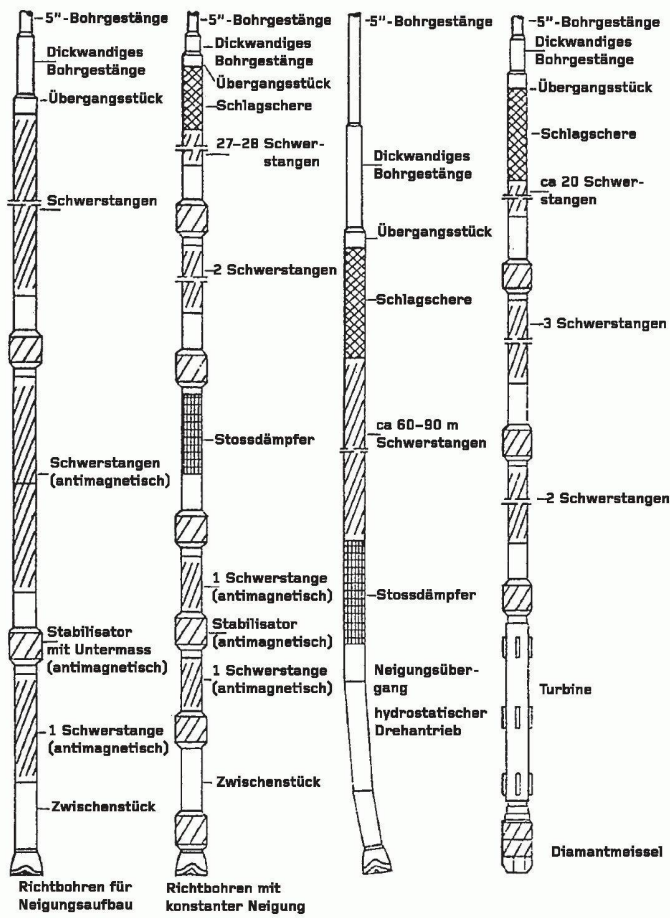 5"-Bohrgestänge
Dickwandiges
Bohrgestänge
Übergangsstück
Schwerstangen
Schwerstangen
(antimagnetisch)
Stabilisator
mit Untermass
(antimagnetisch)
1 Schwerstange
(antimagnetisch)
Zwischenstück
Richtbohren für
Neigungsaufbau
5"-Bohrgestänge
Dickwandiges
Bohrgestänge
Übergangsstück
Schlagschere
27-28 Schwer-
stangen
2 Schwerstangen
Stossdämpfer
1 Schwerstange
(antimagnetisch)
Stabilisator
(antimagnetisch)
1 Schwerstange
(antimagnetisch)
Zwischenstück
Richtbohren mit
konstanter Neigung
5"-Bohrgestänge
Dickwandiges
Bohrgestänge
Übergangsstück
Schlagschere
ca 60-90 m
Schwerstangen
Stossdämpfer
Neigungsüber-
gang
hydrostatischer
Drehantrieb
5"-Bohrgestänge
Dickwandiges
Bohrgestänge
Übergangsstück
Schlagschere
ca 20 Schwer-
stangen
3 Schwerstangen
2 Schwerstangen
Turbine
Diamantmeissel